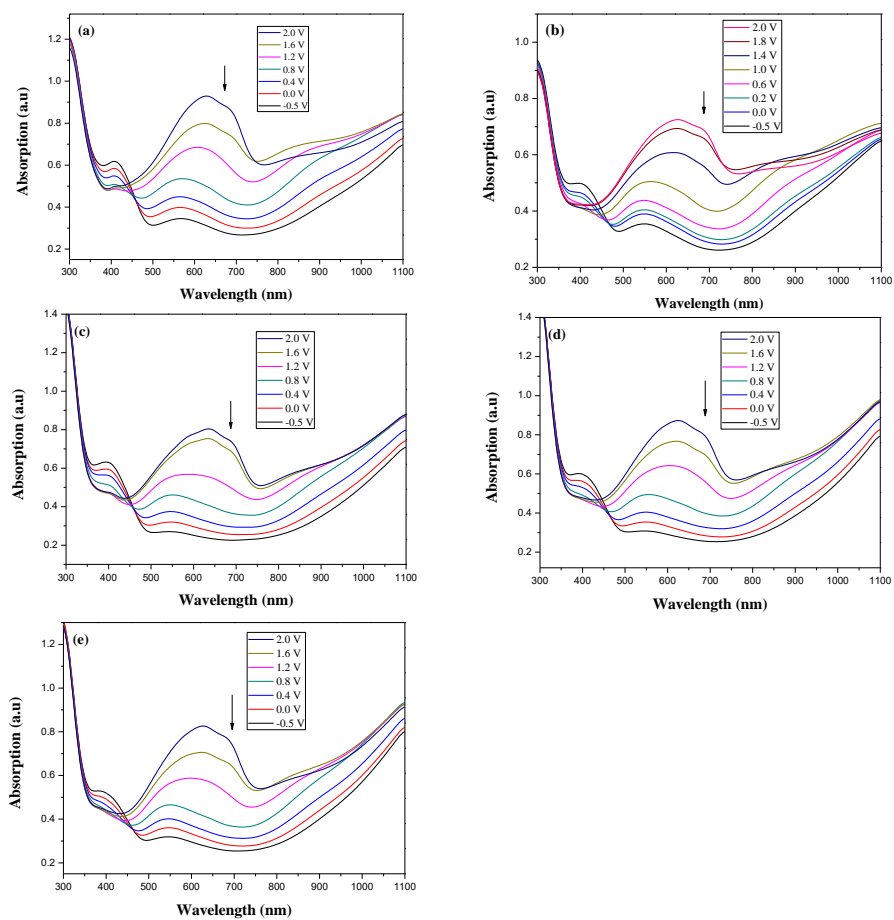 (a)
2.0 V
1.6 V
1.2 V
0.8 V
0.4 V
0.0 V
-0.5 V
Absorption (a.u)
1.2
1.0
0.8
0.6
0.4
0.2
300 400 500 600 700 800 900 1000 1100
Wavelength (nm)
(b)
2.0 V
1.8 V
1.4 V
1.0 V
0.6 V
0.2 V
0.0 V
-0.5 V
Absorption (a.u)
1.0
0.8
0.6
0.4
0.2
300 400 500 600 700 800 900 1000 1100
Wavelength (nm)
(c)
2.0 V
1.6 V
1.2 V
0.8 V
0.4 V
0.0 V
-0.5 V
Absorption (a.u)
1.4
1.2
1.0
0.8
0.6
0.4
0.2
300 400 500 600 700 800 900 1000 1100
Wavelength (nm)
(d)
2.0 V
1.6 V
1.2 V
0.8 V
0.4 V
0.0 V
-0.5 V
Absorption (a.u)
1.4
1.2
1.0
0.8
0.6
0.4
0.2
300 400 500 600 700 800 900 1000 1100
Wavelength (nm)
(e)
2.0 V
1.6 V
1.2 V
0.8 V
0.4 V
0.0 V
-0.5 V
Absorption (a.u)
1.2
1.0
0.8
0.6
0.4
0.2
300 400 500 600 700 800 900 1000 1100
Wavelength (nm)